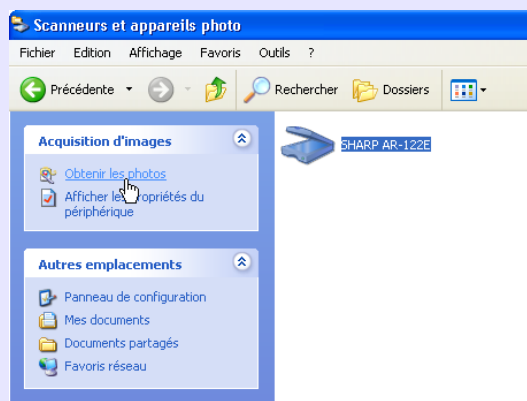 Scanneurs et appareils photo
Fichier Edition Affichage Favoris Outils ?
Précédente Rechercher Dossiers
Acquisition d'images
SHARP AR-122E
Obtenir les photos
Afficher les propriétés du
périphérique
Autres emplacements
Panneau de configuration
Mes documents
Documents partagés
Favoris réseau